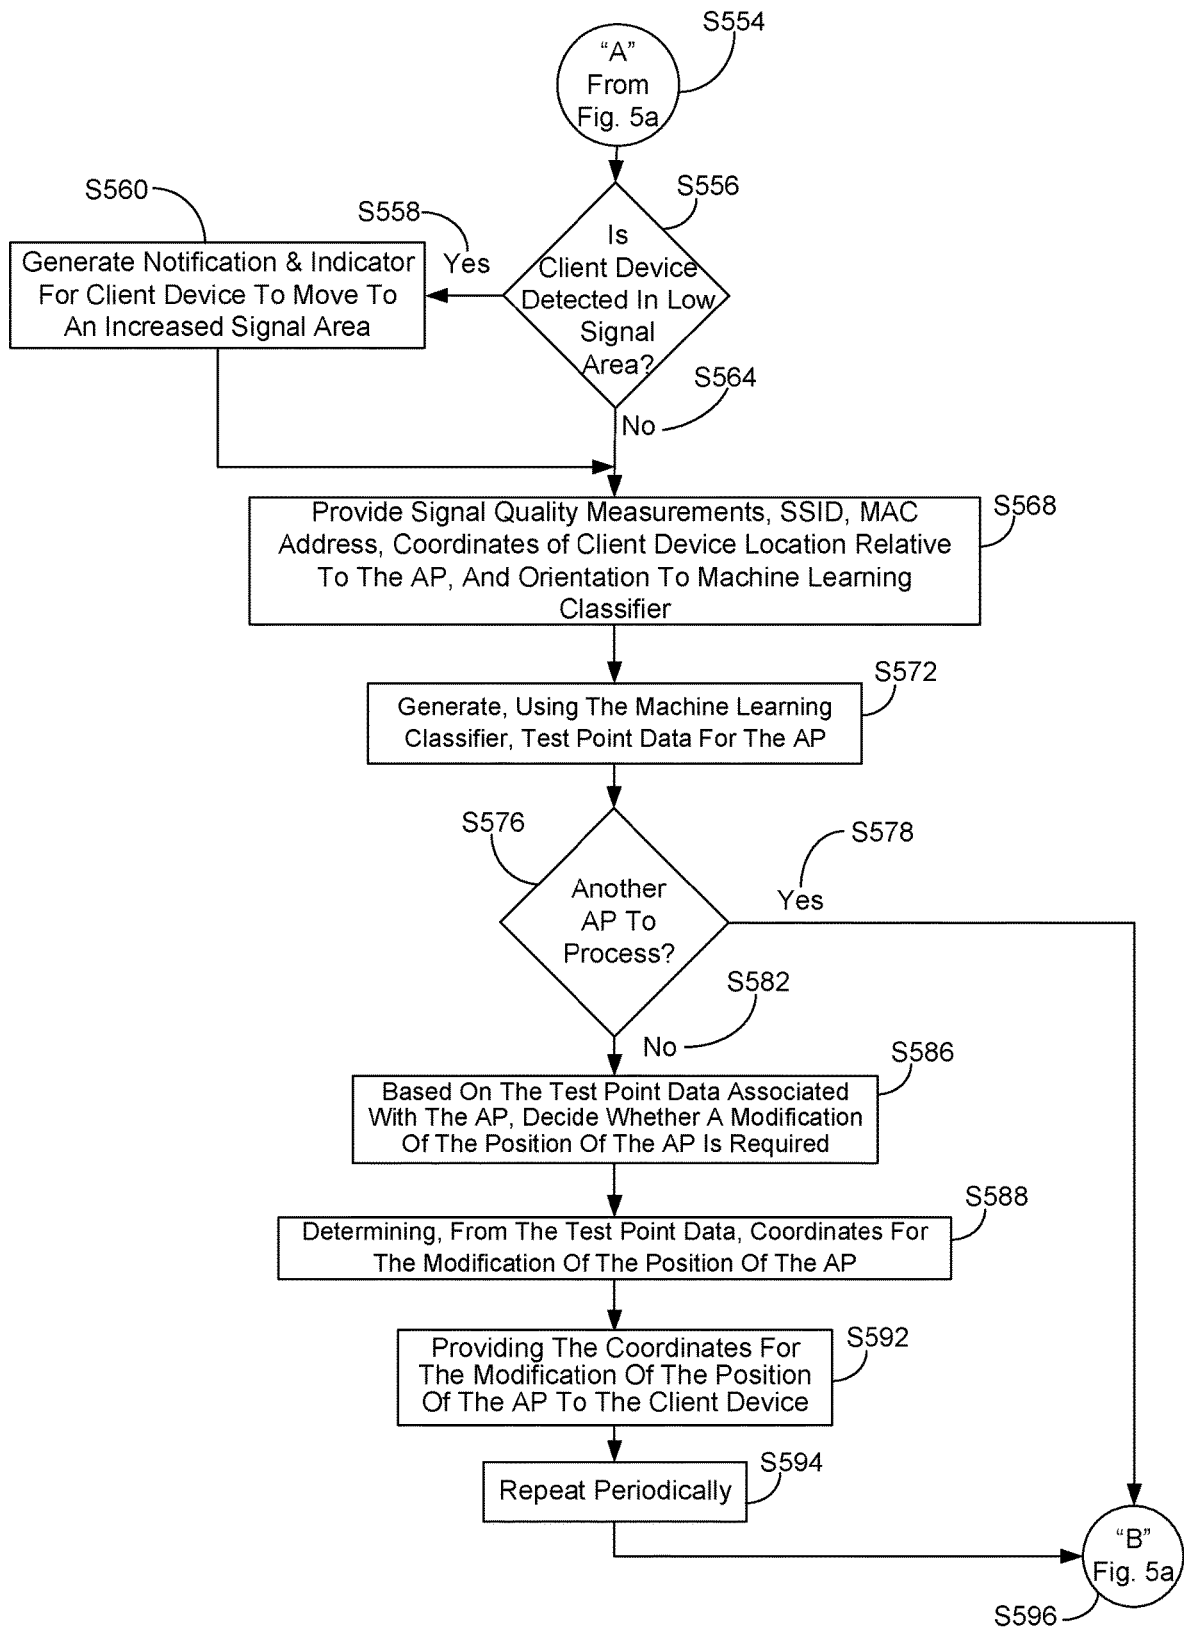 S554
“A”
From
Fig. 5a
S556
S560
S558
Is
Client Device
Detected In Low
Signal
Area?
Yes
Generate Notification & Indicator
For Client Device To Move To
An Increased Signal Area
S564
No
S568
Provide Signal Quality Measurements, SSID, MAC
Address, Coordinates of Client Device Location Relative
To The AP, And Orientation To Machine Learning
Classifier
S572
Generate, Using The Machine Learning
Classifier, Test Point Data For The AP
S576
S578
Another
AP To
Process?
Yes
S582
No
S586
Based On The Test Point Data Associated
With The AP, Decide Whether A Modification
Of The Position Of The AP Is Required
S588
Determining, From The Test Point Data, Coordinates For
The Modification Of The Position Of The AP
S592
Providing The Coordinates For
The Modification Of The Position
Of The AP To The Client Device
S594
Repeat Periodically
“B”
Fig. 5a
S596